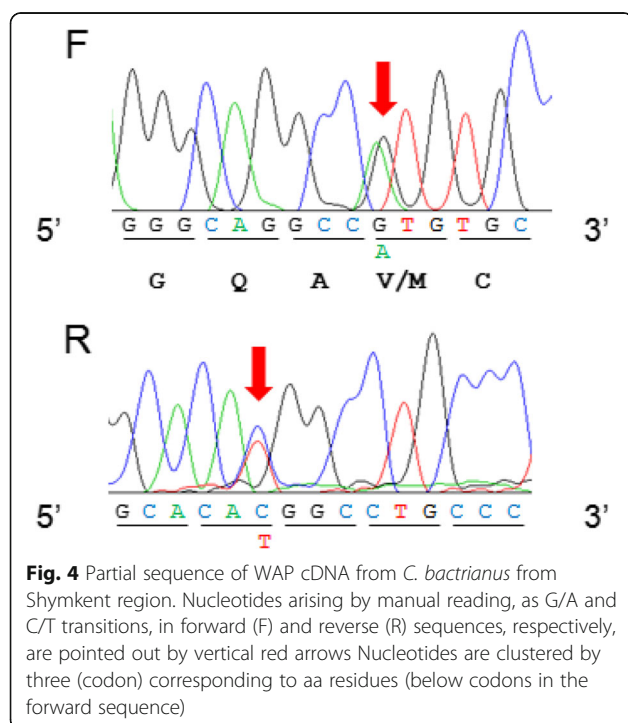 F
5' G G G C A G G C C G T G T G C 3'
A
G Q A V/M C
R
5' G C A C A C G G C C T G C C C 3'
T
Fig. 4 Partial sequence of WAP cDNA from C. bactrianus from
Shymkent region. Nucleotides arising by manual reading, as G/A and
C/T transitions, in forward (F) and reverse (R) sequences, respectively,
are pointed out by vertical red arrows Nucleotides are clustered by
three (codon) corresponding to aa residues (below codons in the
forward sequence)